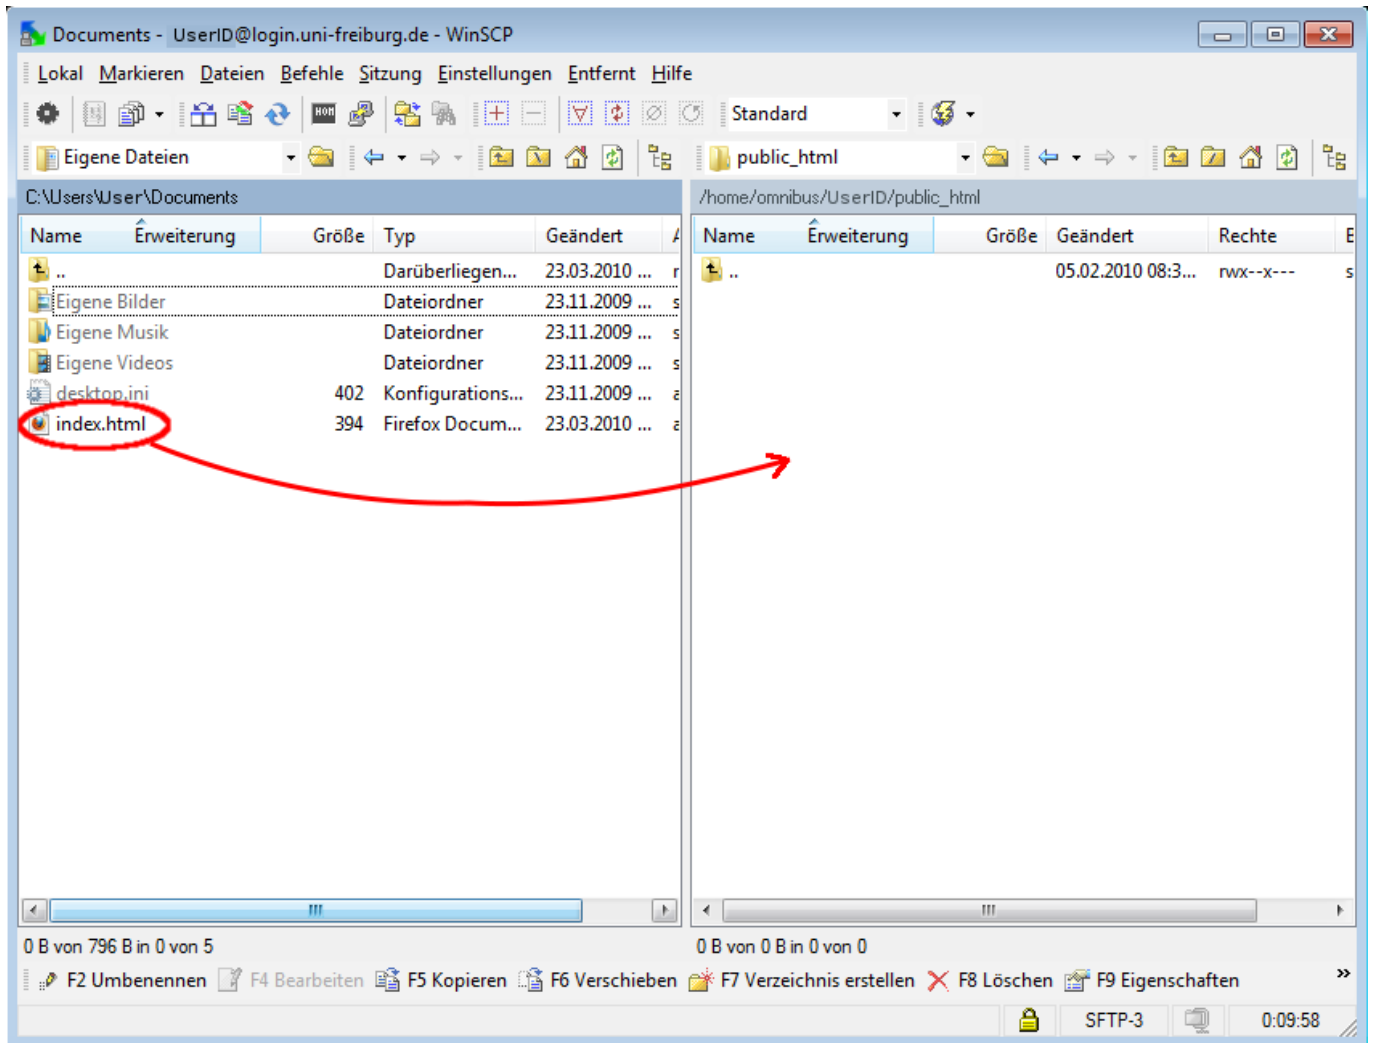 Documents - UserID@login.uni-freiburg.de - WinSCP
Lokal Markieren Dateien Befehle Sitzung Einstellungen Entfernt Hilfe
Standard
Eigene Dateien public_html
C:\Users\User\Documents /home/omnibus/UserID/public_html
Name Erweiterung Größe Typ Geändert A Name Erweiterung Größe Geändert Rechte B
.. Darüberliegen... 23.03.2010 ... r .. 05.02.2010 08:3... rwx--x--- s
Eigene Bilder Dateiordner 23.11.2009 ... s
Eigene Musik Dateiordner 23.11.2009 ... s
Eigene Videos Dateiordner 23.11.2009 ... s
desktop.ini 402 Konfigurations... 23.11.2009 ... a
index.html 394 Firefox Docum... 23.03.2010 ... a
0 B von 796 B in 0 von 5 0 B von 0 B in 0 von 0
F2 Umbenennen F4 Bearbeiten F5 Kopieren F6 Verschieben F7 Verzeichnis erstellen F8 Löschen F9 Eigenschaften »
SFTP-3 0:09:58